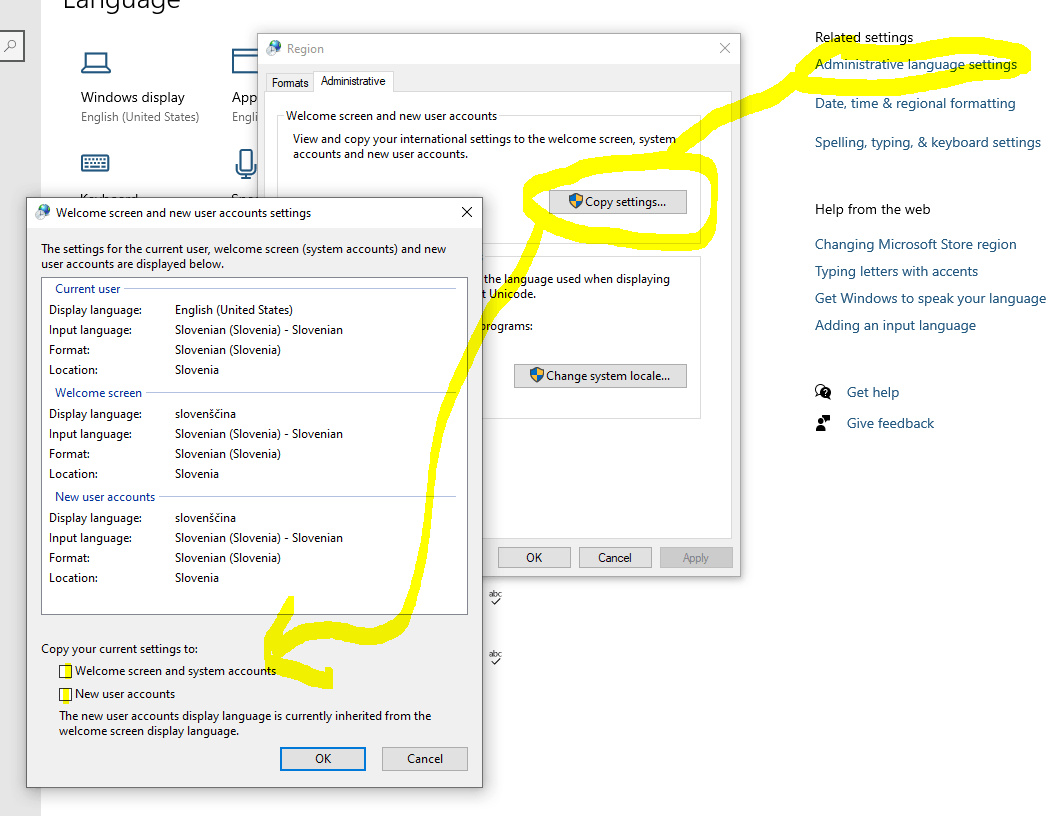 Language
Windows display
English (United States)
App
Engli
Related settings
Administrative language settings
Date, time & regional formatting
Spelling, typing, & keyboard settings
Help from the web
Changing Microsoft Store region
Typing letters with accents
Get Windows to speak your language
Adding an input language
Get help
Give feedback
Region
Formats
Administrative
Welcome screen and new user accounts
View and copy your international settings to the welcome screen, system
accounts and new user accounts.
Copy settings...
the language used when displaying
t Unicode.
programs:
Change system locale...
OK
Cancel
Apply
abc
abc
Welcome screen and new user accounts settings
The settings for the current user, welcome screen (system accounts) and new
user accounts are displayed below.
Current user
Display language: English (United States)
Input language: Slovenian (Slovenia) - Slovenian
Format: Slovenian (Slovenia)
Location: Slovenia
Welcome screen
Display language: slovenščina
Input language: Slovenian (Slovenia) - Slovenian
Format: Slovenian (Slovenia)
Location: Slovenia
New user accounts
Display language: slovenščina
Input language: Slovenian (Slovenia) - Slovenian
Format: Slovenian (Slovenia)
Location: Slovenia
Copy your current settings to:
Welcome screen and system accounts
New user accounts
The new user accounts display language is currently inherited from the
welcome screen display language.
OK
Cancel